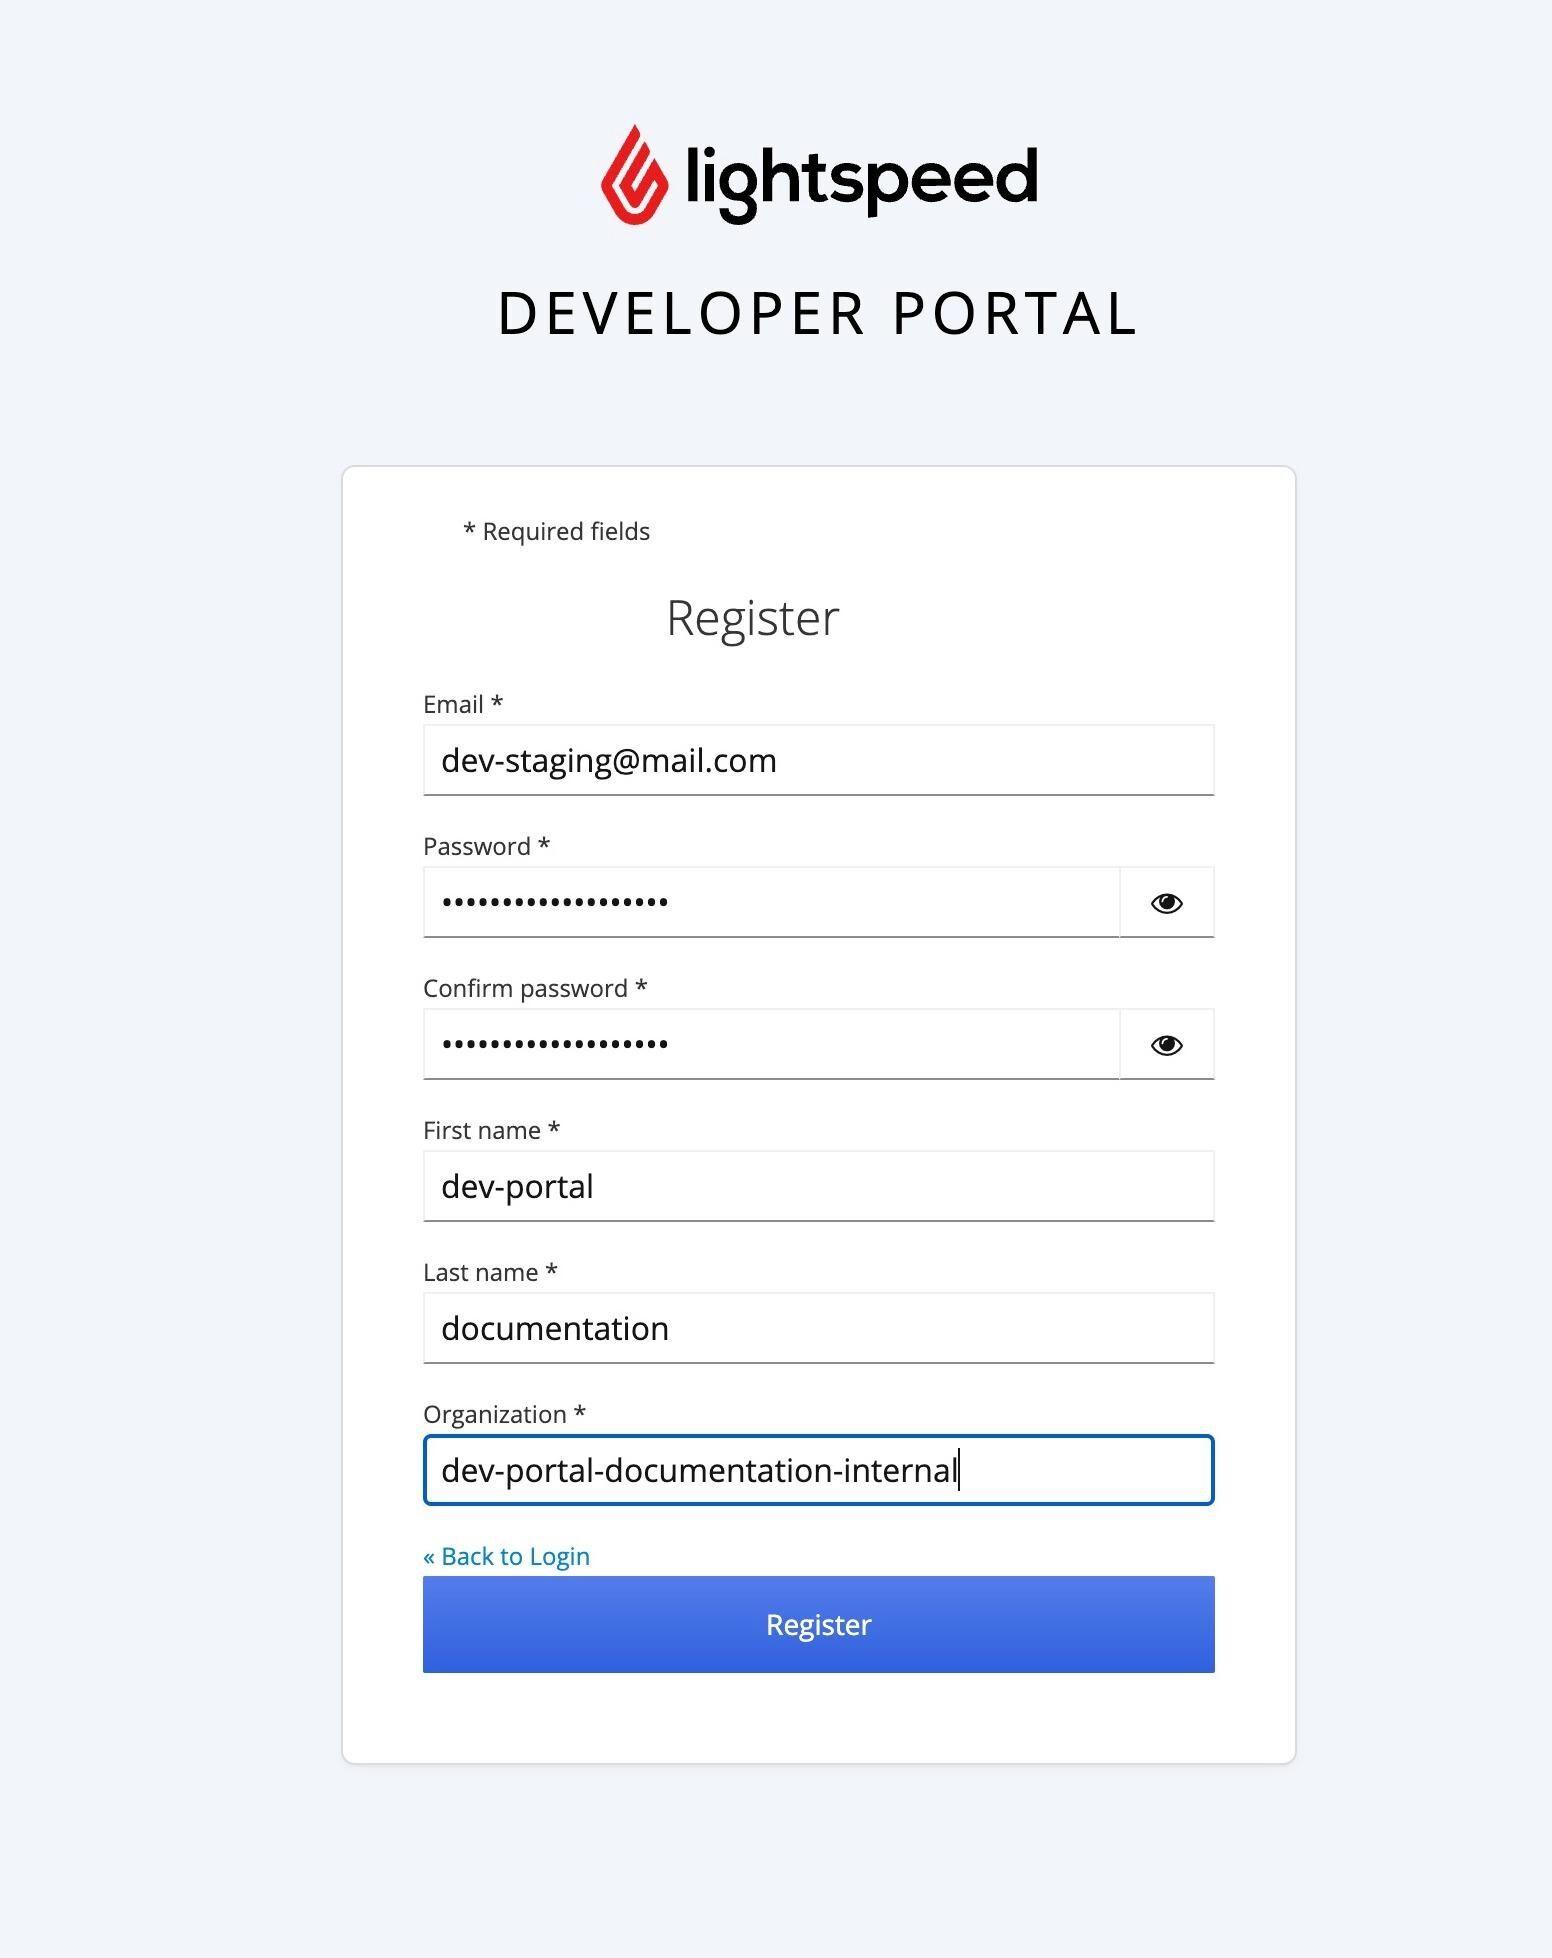 lightspeed
DEVELOPER PORTAL
* Required fields
Register
Email *
dev-staging@mail.com
Password *
•••••••••••••••••••
Confirm password *
•••••••••••••••••••
First name *
dev-portal
Last name *
documentation
Organization *
dev-portal-documentation-internal
« Back to Login
Register